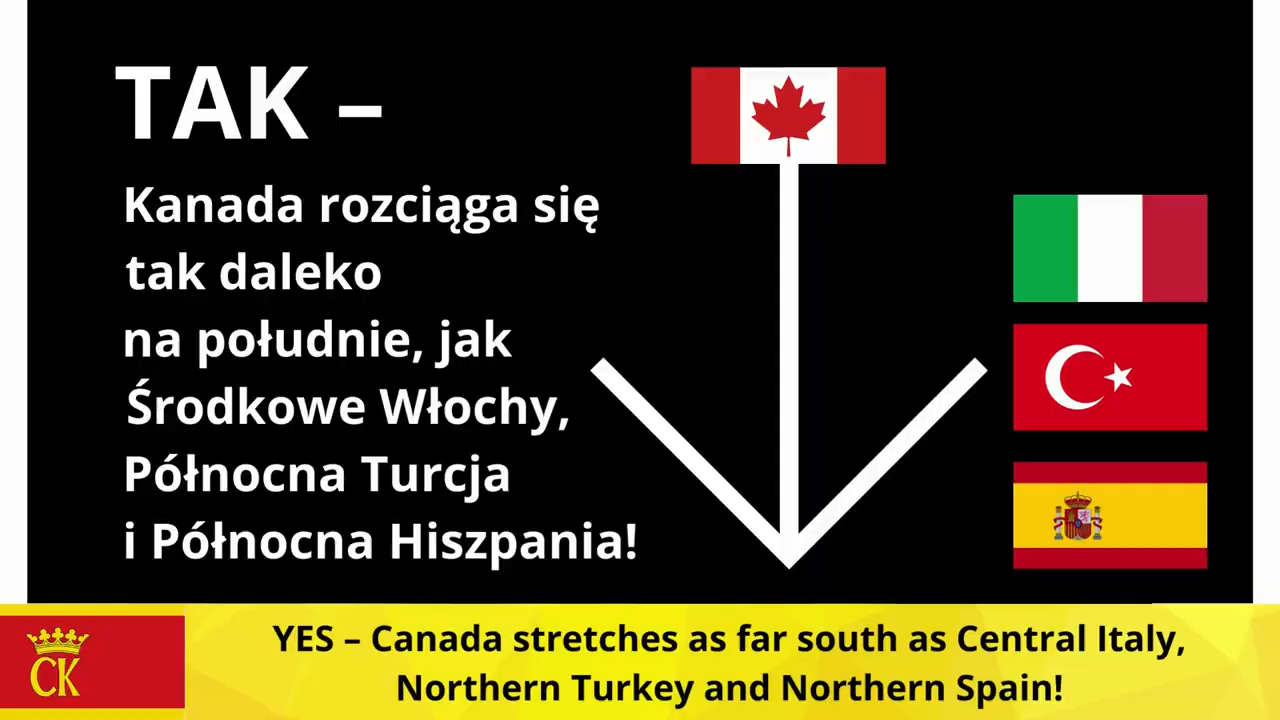 TAK –
Kanada rozciąga się
tak daleko
na południe, jak
Środkowe Włochy,
Północna Turcja
i Północna Hiszpania!
CK
YES – Canada stretches as far south as Central Italy,
Northern Turkey and Northern Spain!